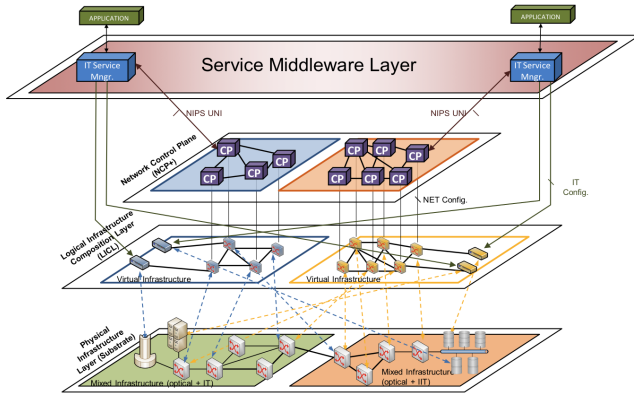 APPLICATION
APPLICATION
IT Service
Mngr.
Service Middleware Layer
IT Service
Mngr.
NIPS UNI
NIPS UNI
Network Control Plane
(NCP+)
CP
CP
CP
CP
CP
CP
CP
CP
CP
CP
CP
IT
Config.
NET Config.
Logical Infrastructure
Composition Layer
(LICL)
Virtual Infrastructure
Virtual Infrastructure
Physical
Infrastructure
Layer (Substrate)
Mixed Infrastructure (optical + IT)
Mixed Infrastructure
(optical + IIT)